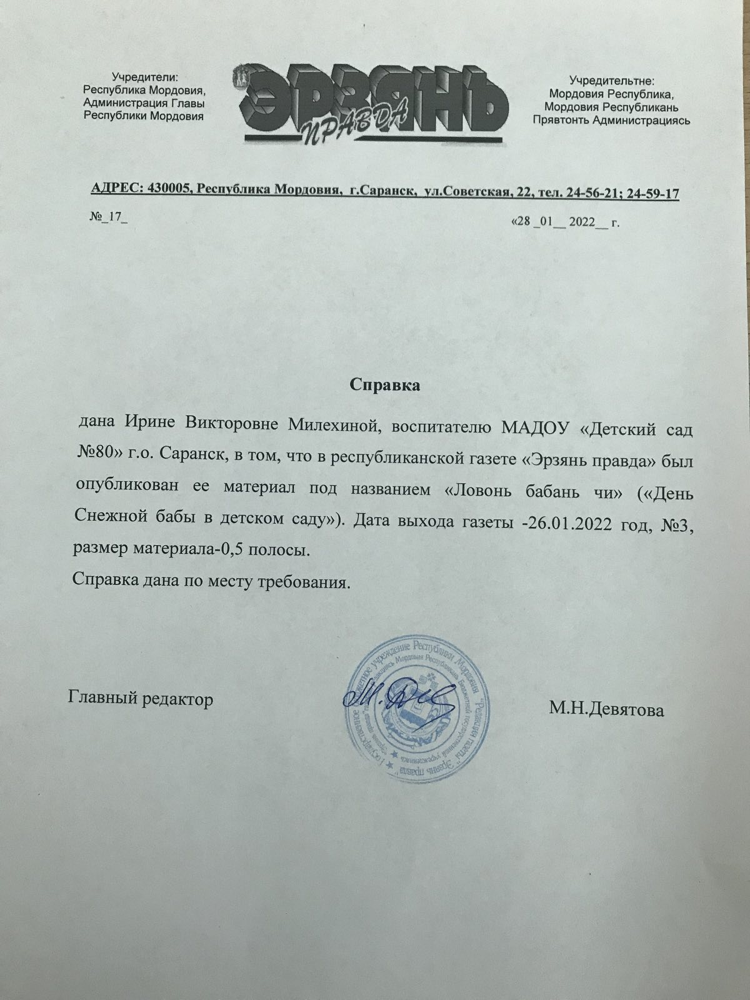 Учредители:
Республика Мордовия,
Администрация Главы
Республики Мордовия
ЭРЗЯНЬ
ПРАВДА
Учредительтне:
Мордовия Республика,
Мордовия Республикань
Прявтонть Администрациясь
АДРЕС: 430005, Республика Мордовия, г.Саранск, ул.Советская, 22, тел. 24-56-21; 24-59-17
№_17_
«28 _01__ 2022__ г.
Справка
дана Ирине Викторовне Милехиной, воспитателю МАДОУ «Детский сад
№80» г.о. Саранск, в том, что в республиканской газете «Эрзянь правда» был
опубликован ее материал под названием «Ловонь бабань чи» («День
Снежной бабы в детском саду»). Дата выхода газеты -26.01.2022 год, №3,
размер материала-0,5 полосы.
Справка дана по месту требования.
Главный редактор
М.Н.Девятова
Государственное бюджетное учреждение Республики Мордовия "Редакция газеты "Эрзянь правда"
Мордовия Республикань Бюджетной государственной учреждениясь